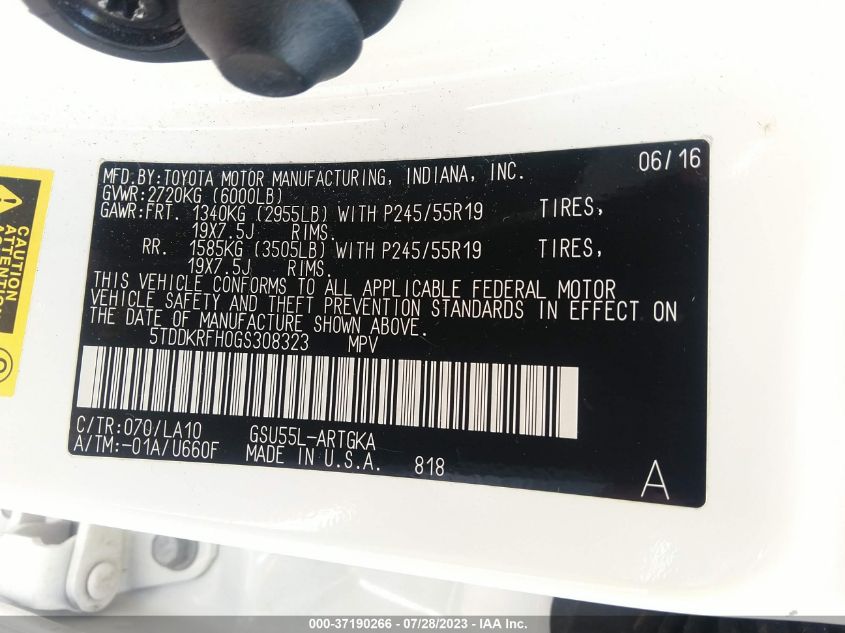 06/16
MFD.BY:TOYOTA MOTOR MANUFACTURING, INDIANA, INC.
GVWR:2720KG (6000LB)
GAWR:FRT. 1340KG (2955LB) WITH P245/55R19 TIRES,
19X7.5J RIMS.
RR. 1585KG (3505LB) WITH P245/55R19 TIRES,
19X7.5J RIMS.
THIS VEHICLE CONFORMS TO ALL APPLICABLE FEDERAL MOTOR
VEHICLE SAFETY AND THEFT PREVENTION STANDARDS IN EFFECT ON
THE DATE OF MANUFACTURE SHOWN ABOVE.
5TDDKRFH0GS308323 MPV
C/TR:070/LA10 GSU55L-ARTGKA
A/TM:-01A/U660F MADE IN U.S.A. 818
A
CAUTION
ATTENTION
000-37190266 - 07/28/2023 - IAA Inc.